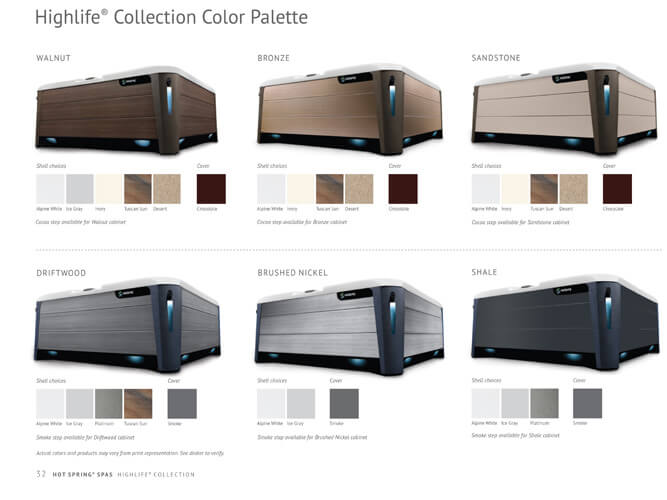 Highlife® Collection Color Palette
WALNUT
Shell choices
Cover
Alpine White Ice Gray Ivory Tuscan Sun Desert
Chocolate
Cocoa step available for Walnut cabinet
BRONZE
Shell choices
Cover
Alpine White Ivory Tuscan Sun Desert
Chocolate
Cocoa step available for Bronze cabinet
SANDSTONE
Shell choices
Cover
Alpine White Ivory Tuscan Sun Desert
Chocolate
Cocoa step available for Sandstone cabinet
DRIFTWOOD
Shell choices
Cover
Alpine White Ice Gray Platinum Tuscan Sun
Smoke
Smoke step available for Driftwood cabinet
BRUSHED NICKEL
Shell choices
Cover
Alpine White Ice Gray
Smoke
Smoke step available for Brushed Nickel cabinet
SHALE
Shell choices
Cover
Alpine White Ice Gray Platinum
Smoke
Smoke step available for Shale cabinet
Actual colors and products may vary from print representation. See dealer to verify.
32 HOT SPRING® SPAS HIGHLIFE® COLLECTION